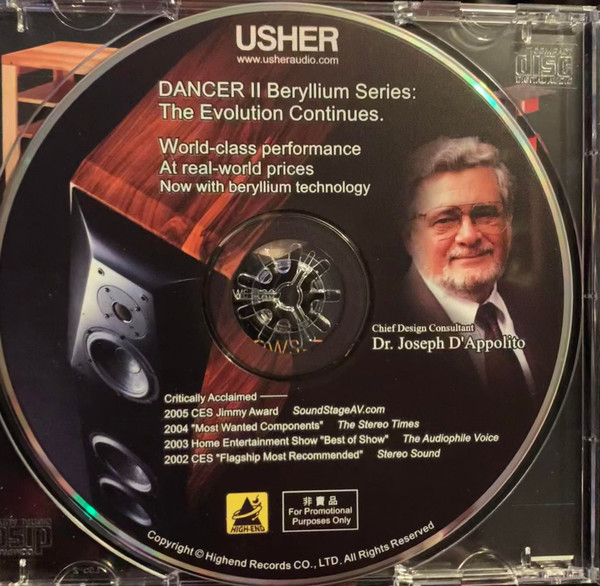 USHER
www.usheraudio.com
DANCER II Beryllium Series:
The Evolution Continues.
World-class performance
At real-world prices
Now with beryllium technology
COMPACT
disc
Chief Design Consultant
Dr. Joseph D'Appolito
Critically Acclaimed
2005 CES Jimmy Award SoundStageAV.com
2004 "Most Wanted Components" The Stereo Times
2003 Home Entertainment Show "Best of Show" The Audiophile Voice
2002 CES "Flagship Most Recommended" Stereo Sound
HIGH-END
非賣品
For Promotional
Purposes Only
Copyright © Highend Records CO., LTD, All Rights Reserved